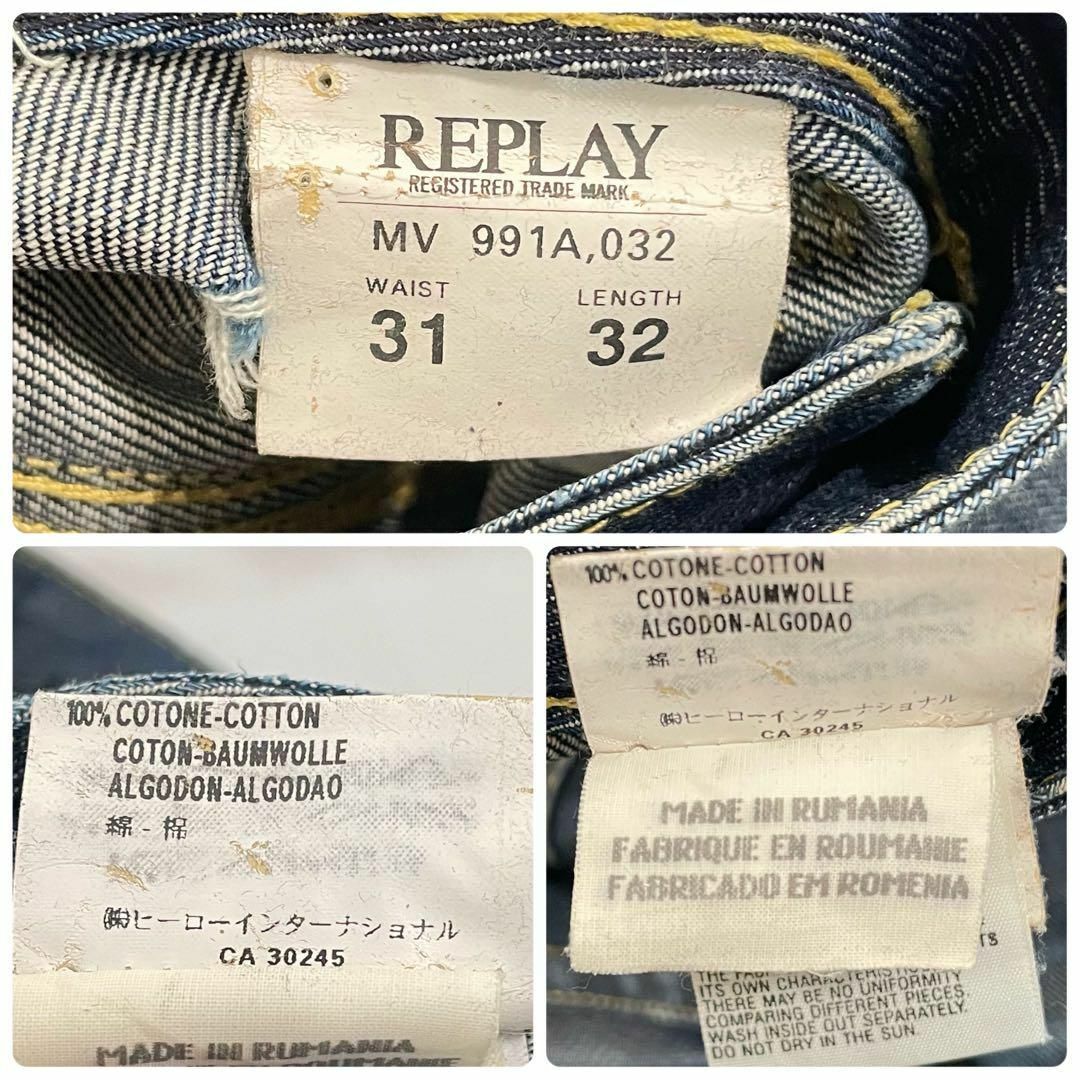 REPLAY
REGISTERED TRADE MARK
MV 991A,032
WAIST LENGTH
31 32
100% COTONE-COTTON
COTON-BAUMWOLLE
ALGODON-ALGODAO
綿-棉
㈱ヒーローインターナショナル
CA 30245
MADE IN RUMANIA
100% COTONE-COTTON
COTON-BAUMWOLLE
ALGODON-ALGODAO
綿-棉
㈱ヒーローインターナショナル
CA 30245
MADE IN RUMANIA
FABRIQUE EN ROUMANIE
FABRICADO EM ROMENIA
ITS OWN
THERE MAY BE NO UNIFORMITY
COMPARING DIFFERENT PIECES.
WASH INSIDE OUT SEPARATELY.
DO NOT DRY IN THE SUN.